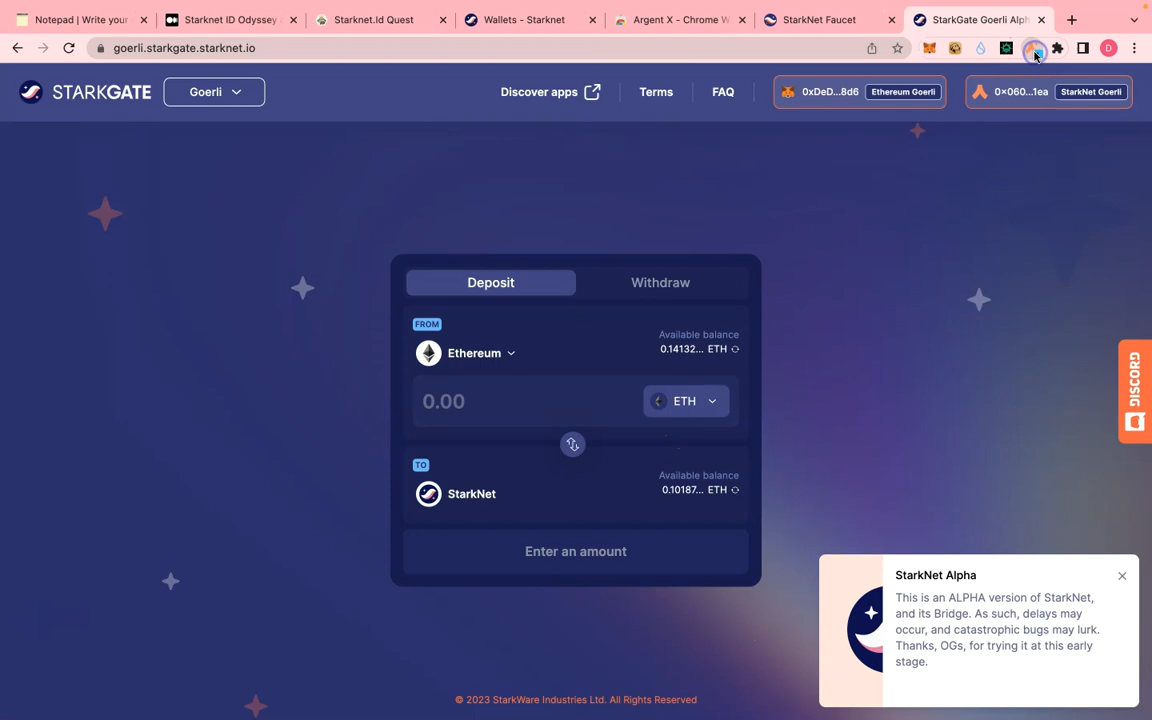 Notepad | Write your
Starknet ID Odyssey
Starknet.id Quest
Wallets - Starknet
Argent X - Chrome W
StarkNet Faucet
StarkGate Goerli Alph
goerli.starkgate.starknet.io
D
STARKGATE
Goerli
Discover apps
Terms
FAQ
0xDeD...8d6
Ethereum Goerli
0x060...1ea
StarkNet Goerli
Deposit
Withdraw
FROM
Available balance
Ethereum
0.14132... ETH
0.00
ETH
TO
Available balance
StarkNet
0.10187... ETH
Enter an amount
DISCORD
StarkNet Alpha
This is an ALPHA version of StarkNet,
and its Bridge. As such, delays may
occur, and catastrophic bugs may lurk.
Thanks, OGs, for trying it at this early
stage.
© 2023 StarkWare Industries Ltd. All Rights Reserved